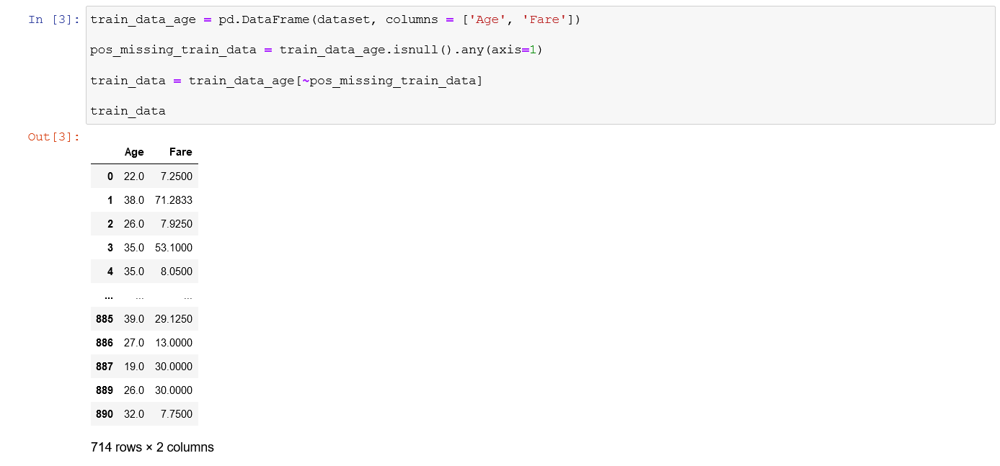 In [3]: train_data_age = pd.DataFrame(dataset, columns = ['Age', 'Fare'])
pos_missing_train_data = train_data_age.isnull().any(axis=1)
train_data = train_data_age[~pos_missing_train_data]
train_data
Out[3]:
Age Fare
0 22.0 7.2500
1 38.0 71.2833
2 26.0 7.9250
3 35.0 53.1000
4 35.0 8.0500
... ... ...
885 39.0 29.1250
886 27.0 13.0000
887 19.0 30.0000
889 26.0 30.0000
890 32.0 7.7500
714 rows × 2 columns